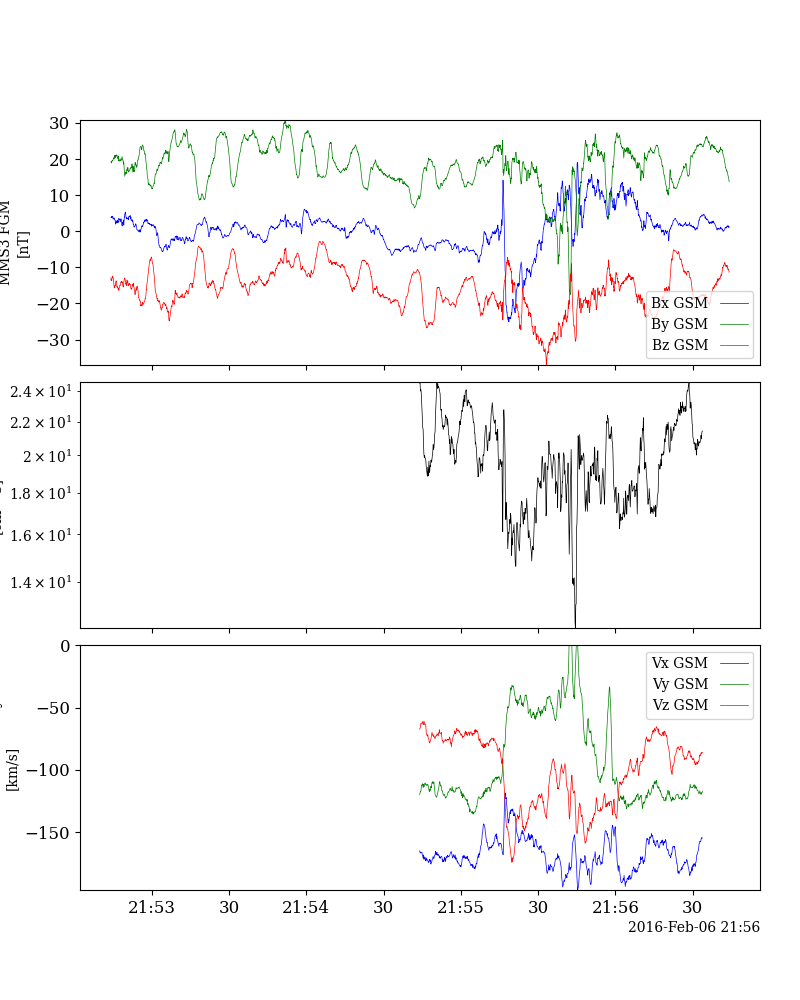 30
20
10
0
−10
−20
−30
MMS3 FGM
[nT]
Bx GSM
By GSM
Bz GSM
2.4 × 10¹
2.2 × 10¹
2 × 10¹
1.8 × 10¹
1.6 × 10¹
1.4 × 10¹
0
−50
−100
−150
[km/s]
Vx GSM
Vy GSM
Vz GSM
21:53 30 21:54 30 21:55 30 21:56 30
2016-Feb-06 21:56